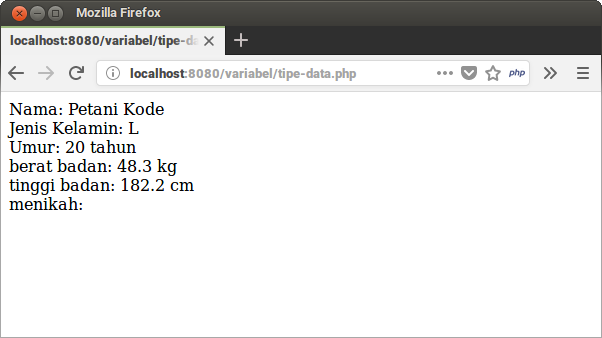 Mozilla Firefox
localhost:8080/variabel/tipe-da
localhost:8080/variabel/tipe-data.php
php
Nama: Petani Kode
Jenis Kelamin: L
Umur: 20 tahun
berat badan: 48.3 kg
tinggi badan: 182.2 cm
menikah: